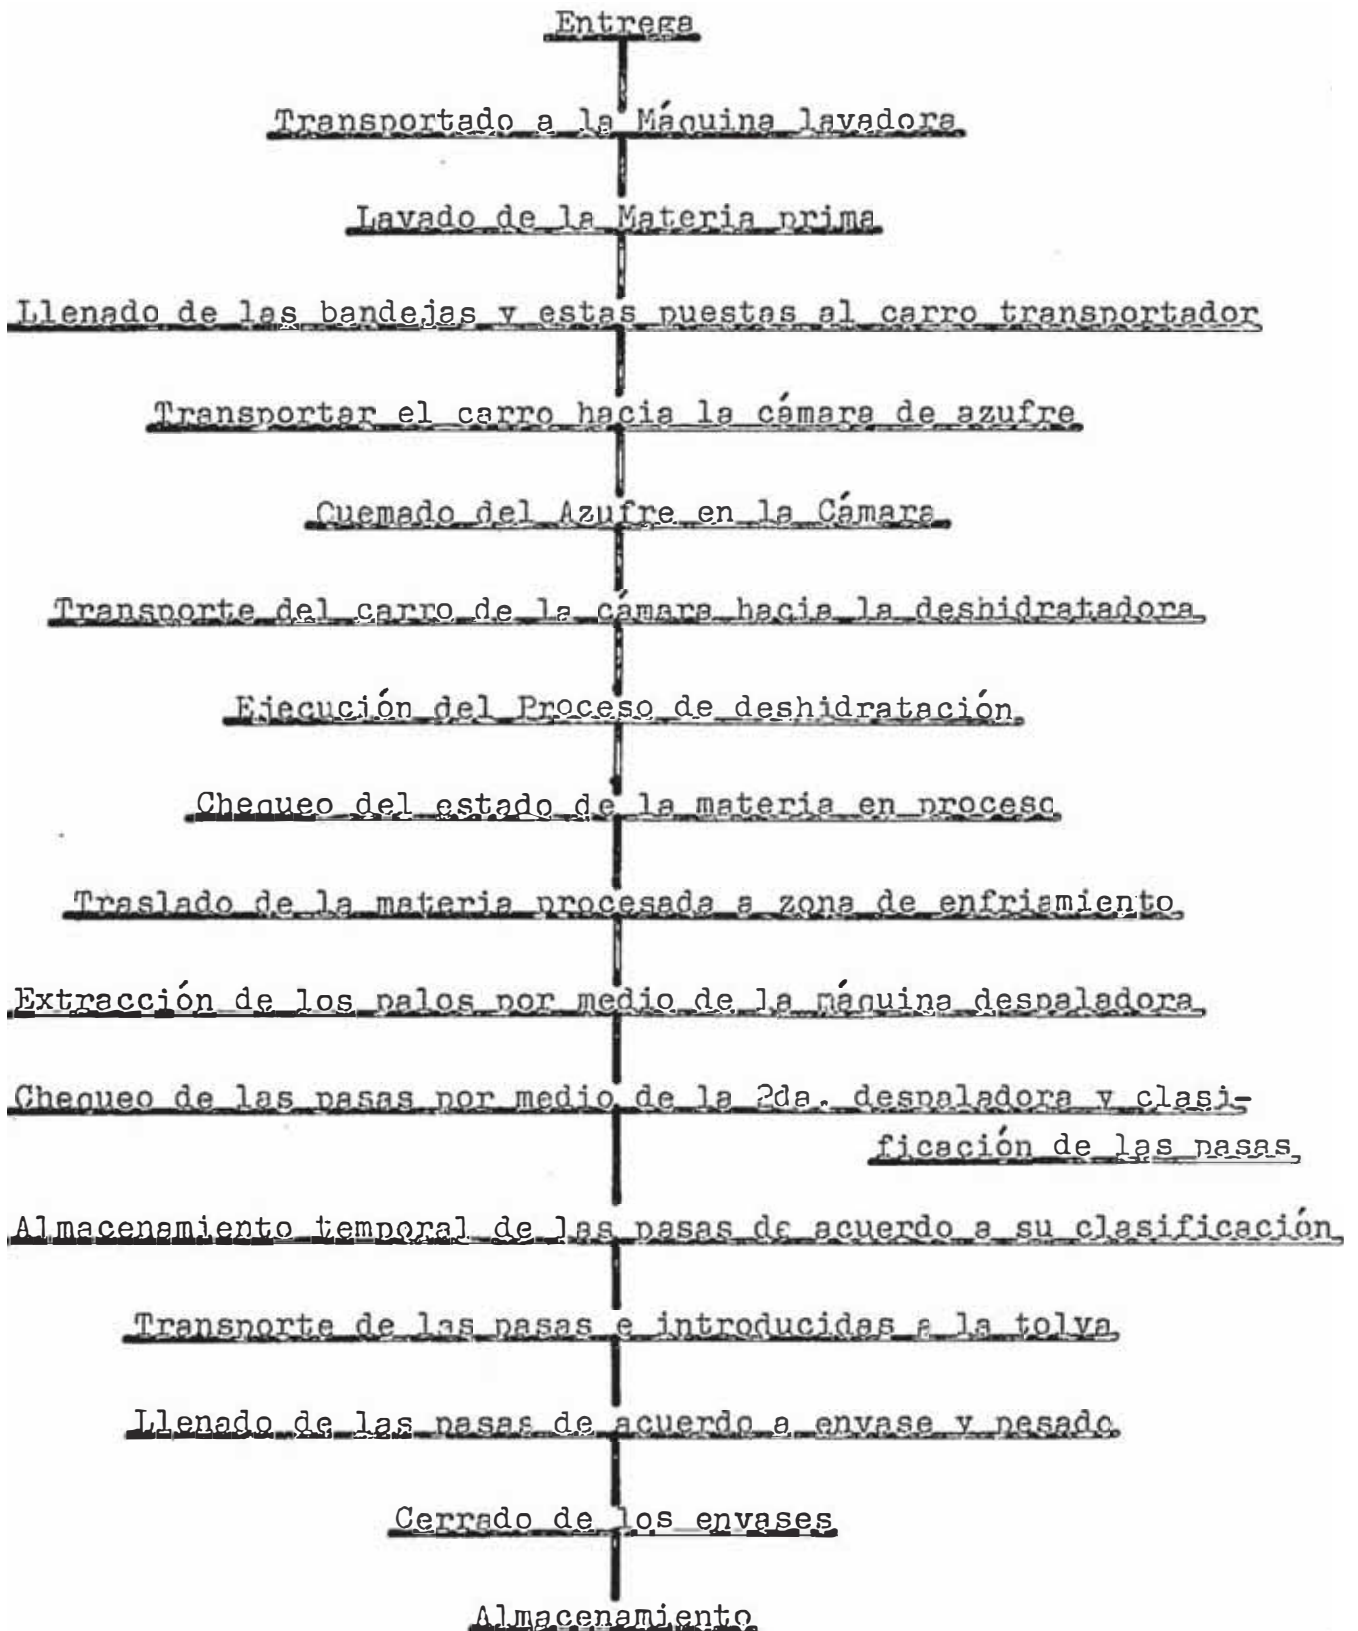 Entrega
Transportado a la Máquina lavadora
Lavado de la Materia prima
Llenado de las bandejas y estas puestas al carro transportador
Transportar el carro hacia la cámara de azufre
Quemado del Azufre en la Cámara
Transporte del carro de la cámara hacia la deshidratadora
Ejecución del Proceso de deshidratación
Chequeo del estado de la materia en proceso
Traslado de la materia procesada a zona de enfriamiento
Extracción de los palos por medio de la máquina despaladora
Chequeo de las pasas por medio de la 2da. despaladora y clasi-
ficación de las pasas
Almacenamiento temporal de las pasas de acuerdo a su clasificación
Transporte de las pasas e introducidas a la tolva
Llenado de las pasas de acuerdo a envase y pesado
Cerrado de los envases
Almacenamiento